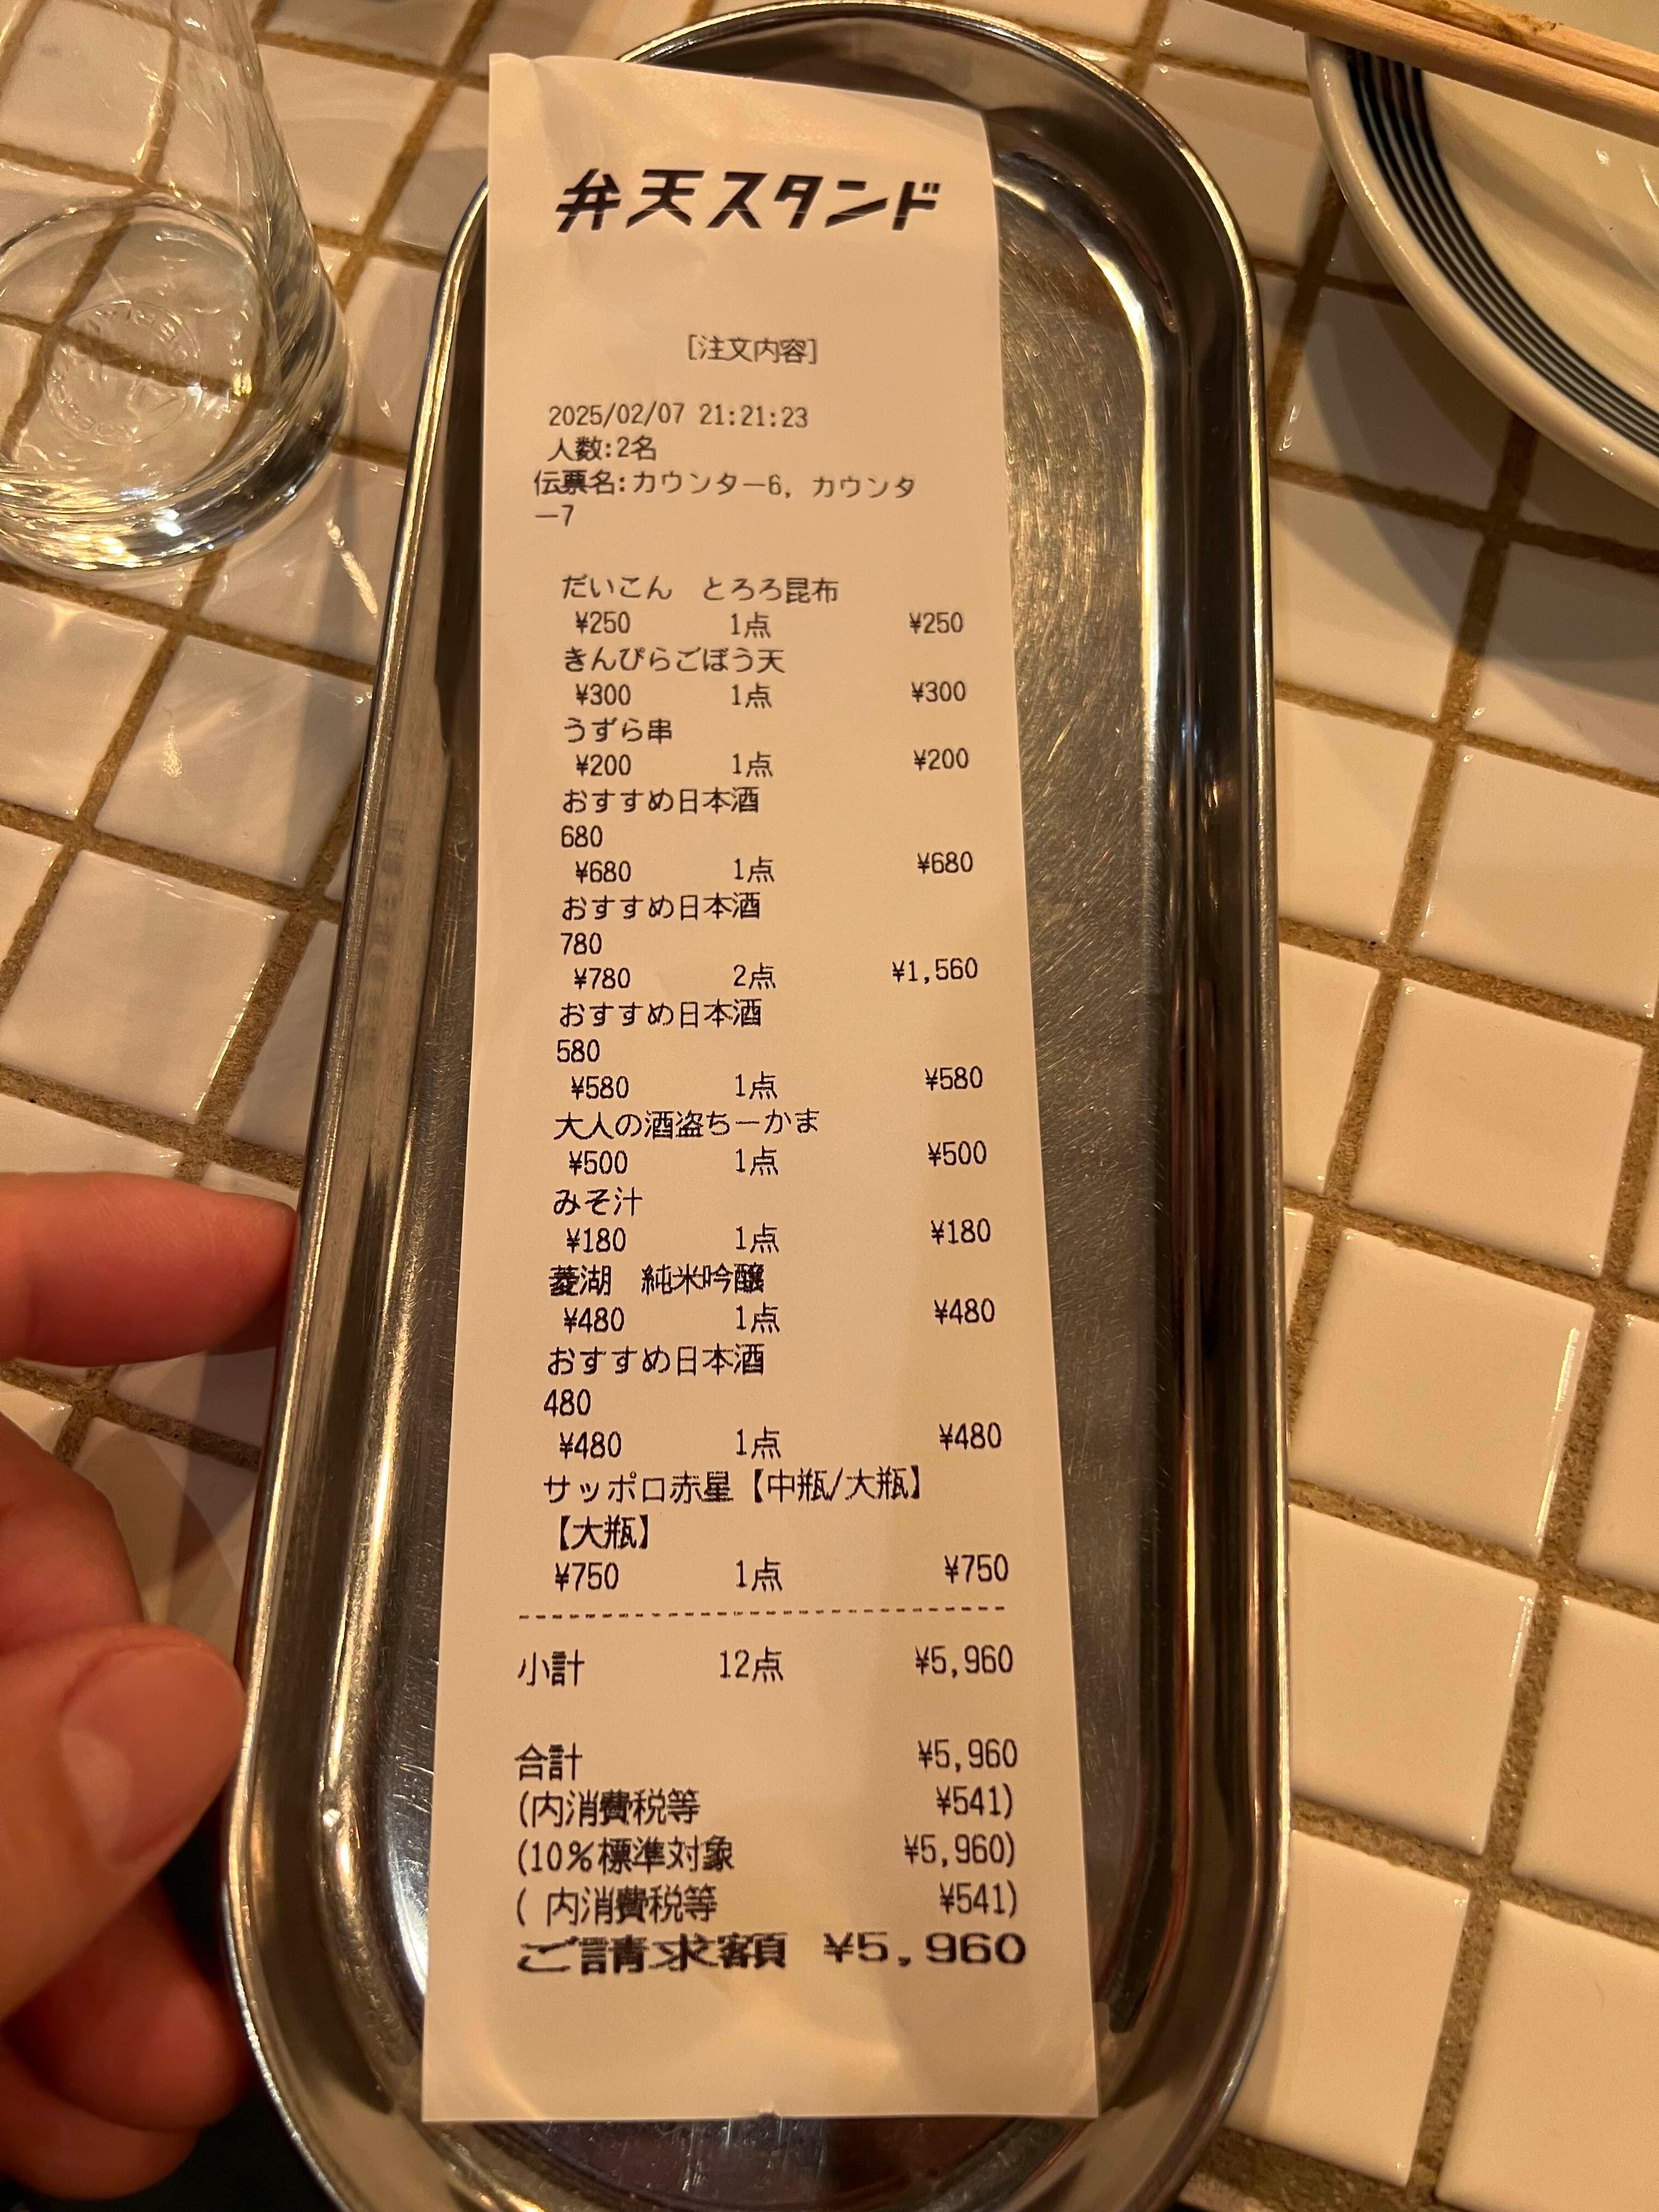 弁天スタンド
[注文内容]
2025/02/07 21:21:23
人数:2名
伝票名:カウンター6, カウンタ
ー7
だいこん　とろろ昆布
¥250 1点 ¥250
きんぴらごぼう天
¥300 1点 ¥300
うずら串
¥200 1点 ¥200
おすすめ日本酒
680
¥680 1点 ¥680
おすすめ日本酒
780
¥780 2点 ¥1,560
おすすめ日本酒
580
¥580 1点 ¥580
大人の酒盗ちーかま
¥500 1点 ¥500
みそ汁
¥180 1点 ¥180
菱湖　純米吟醸
¥480 1点 ¥480
おすすめ日本酒
480
¥480 1点 ¥480
サッポロ赤星【中瓶/大瓶】
【大瓶】
¥750 1点 ¥750
小計 12点 ¥5,960
合計 ¥5,960
(内消費税等 ¥541)
(10%標準対象 ¥5,960)
( 内消費税等 ¥541)
ご請求額 ¥5,960